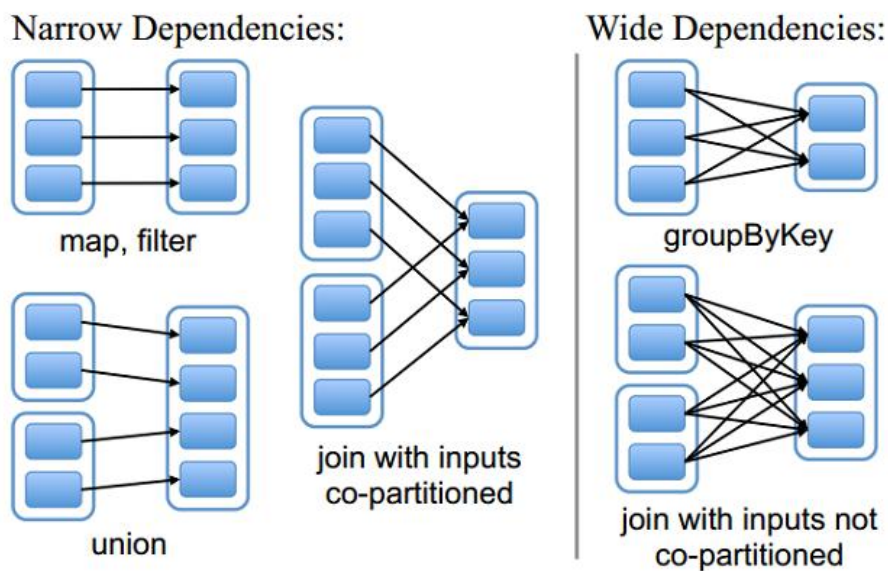 Narrow Dependencies:
Wide Dependencies:
map, filter
groupByKey
join with inputs
co-partitioned
union
join with inputs not
co-partitioned